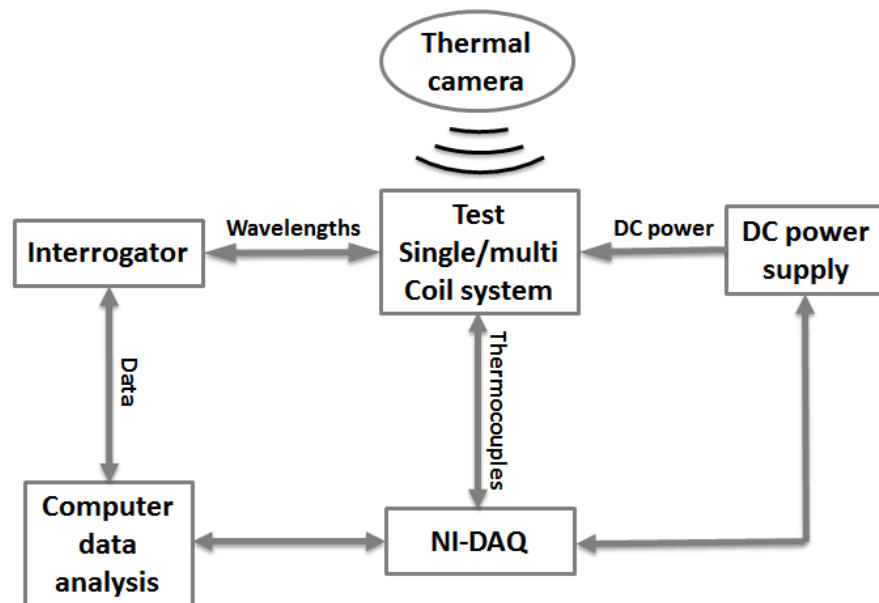 Thermal
camera
Wavelengths
Test
Single/multi
Coil system
DC power
DC power
supply
Interrogator
Data
Thermocouples
Computer
data
analysis
NI-DAQ